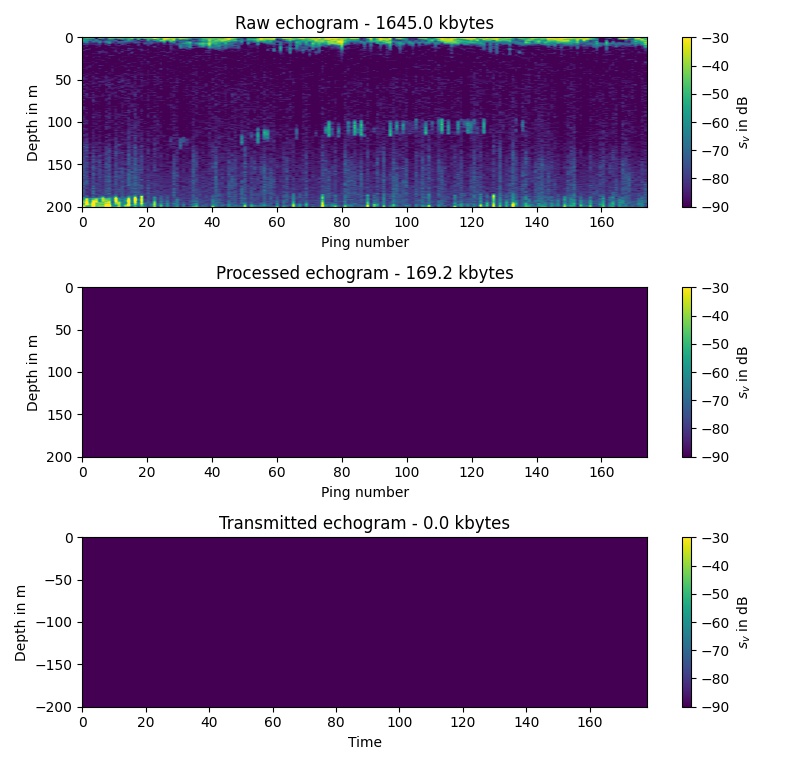 Raw echogram - 1645.0 kbytes
Depth in m
0
50
100
150
200
0 20 40 60 80 100 120 140 160
Ping number
−30
−40
−50
−60
−70
−80
−90
sv in dB
Processed echogram - 169.2 kbytes
Depth in m
0
50
100
150
200
0 20 40 60 80 100 120 140 160
Ping number
−30
−40
−50
−60
−70
−80
−90
sv in dB
Transmitted echogram - 0.0 kbytes
Depth in m
0
−50
−100
−150
−200
0 20 40 60 80 100 120 140 160
Time
−30
−40
−50
−60
−70
−80
−90
sv in dB